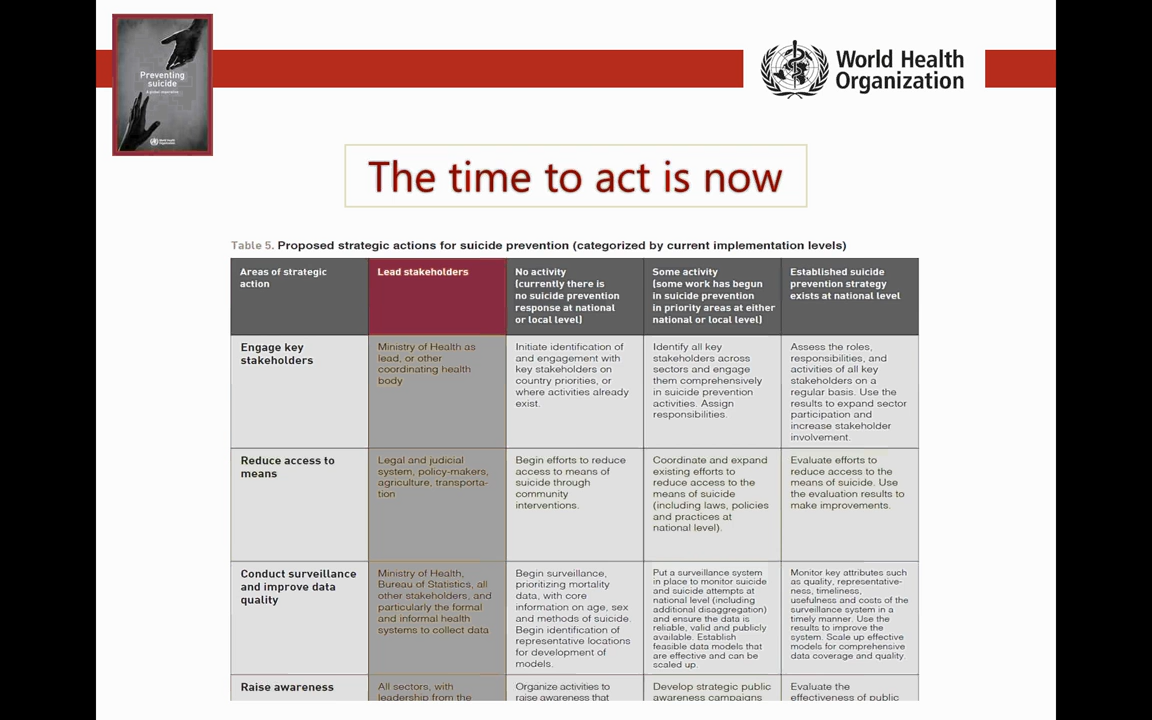 Preventing
suicide
A global imperative
World Health
Organization
World Health
Organization
The time to act is now
Table 5. Proposed strategic actions for suicide prevention (categorized by current implementation levels)
Areas of strategic
action
Lead stakeholders
No activity
(currently there is
no suicide prevention
response at national
or local level)
Some activity
(some work has begun
in suicide prevention
in priority areas at either
national or local level)
Established suicide
prevention strategy
exists at national level
Engage key
stakeholders
Ministry of Health as
lead, or other
coordinating health
body
Initiate identification of
and engagement with
key stakeholders on
country priorities, or
where activities already
exist.
Identify all key
stakeholders across
sectors and engage
them comprehensively
in suicide prevention
activities. Assign
responsibilities.
Assess the roles,
responsibilities, and
activities of all key
stakeholders on a
regular basis. Use the
results to expand sector
participation and
increase stakeholder
involvement.
Reduce access to
means
Legal and judicial
system, policy-makers,
agriculture, transporta-
tion
Begin efforts to reduce
access to means of
suicide through
community
interventions.
Coordinate and expand
existing efforts to
reduce access to the
means of suicide
(including laws, policies
and practices at
national level).
Evaluate efforts to
reduce access to the
means of suicide. Use
the evaluation results to
make improvements.
Conduct surveillance
and improve data
quality
Ministry of Health,
Bureau of Statistics, all
other stakeholders, and
particularly the formal
and informal health
systems to collect data
Begin surveillance,
prioritizing mortality
data, with core
information on age, sex
and methods of suicide.
Begin identification of
representative locations
for development of
models.
Put a surveillance system
in place to monitor suicide
and suicide attempts at
national level (including
additional disaggregation)
and ensure the data is
reliable, valid and publicly
available. Establish
feasible data models that
are effective and can be
scaled up.
Monitor key attributes such
as quality, representative-
ness, timeliness,
usefulness and costs of the
surveillance system in a
timely manner. Use the
results to improve the
system. Scale up effective
models for comprehensive
data coverage and quality.
Raise awareness
All sectors, with
leadership from the
Organize activities to
raise awareness that
Develop strategic public
awareness campaigns
Evaluate the
effectiveness of public